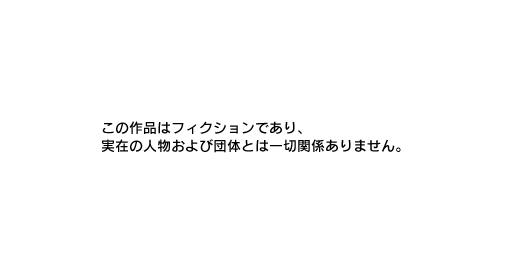 この作品はフィクションであり、
実在の人物および団体とは一切関係ありません。